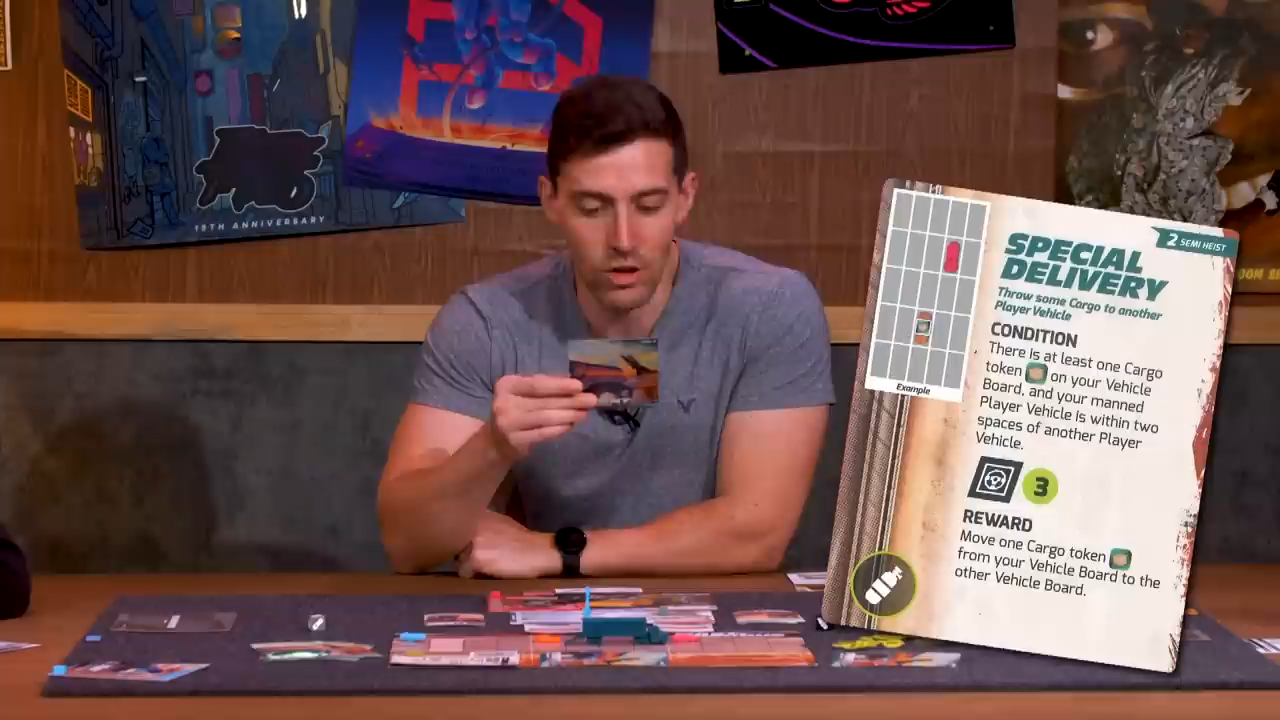 15TH ANNIVERSARY
2 SEMI HEIST
SPECIAL
DELIVERY
Throw some Cargo to another
Player Vehicle
CONDITION
There is at least one Cargo
token on your Vehicle
Board, and your manned
Player Vehicle is within two
spaces of another Player
Vehicle.
3
REWARD
Move one Cargo token
from your Vehicle Board to the
other Vehicle Board.
Example